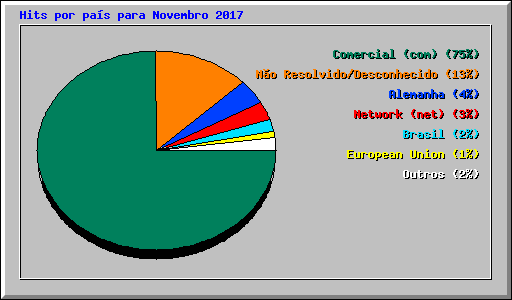 Hits por país para Novembro 2017
Comercial (com) (75%)
Não Resolvido/Desconhecido (13%)
Alemanha (4%)
Network (net) (3%)
Brasil (2%)
European Union (1%)
Outros (2%)